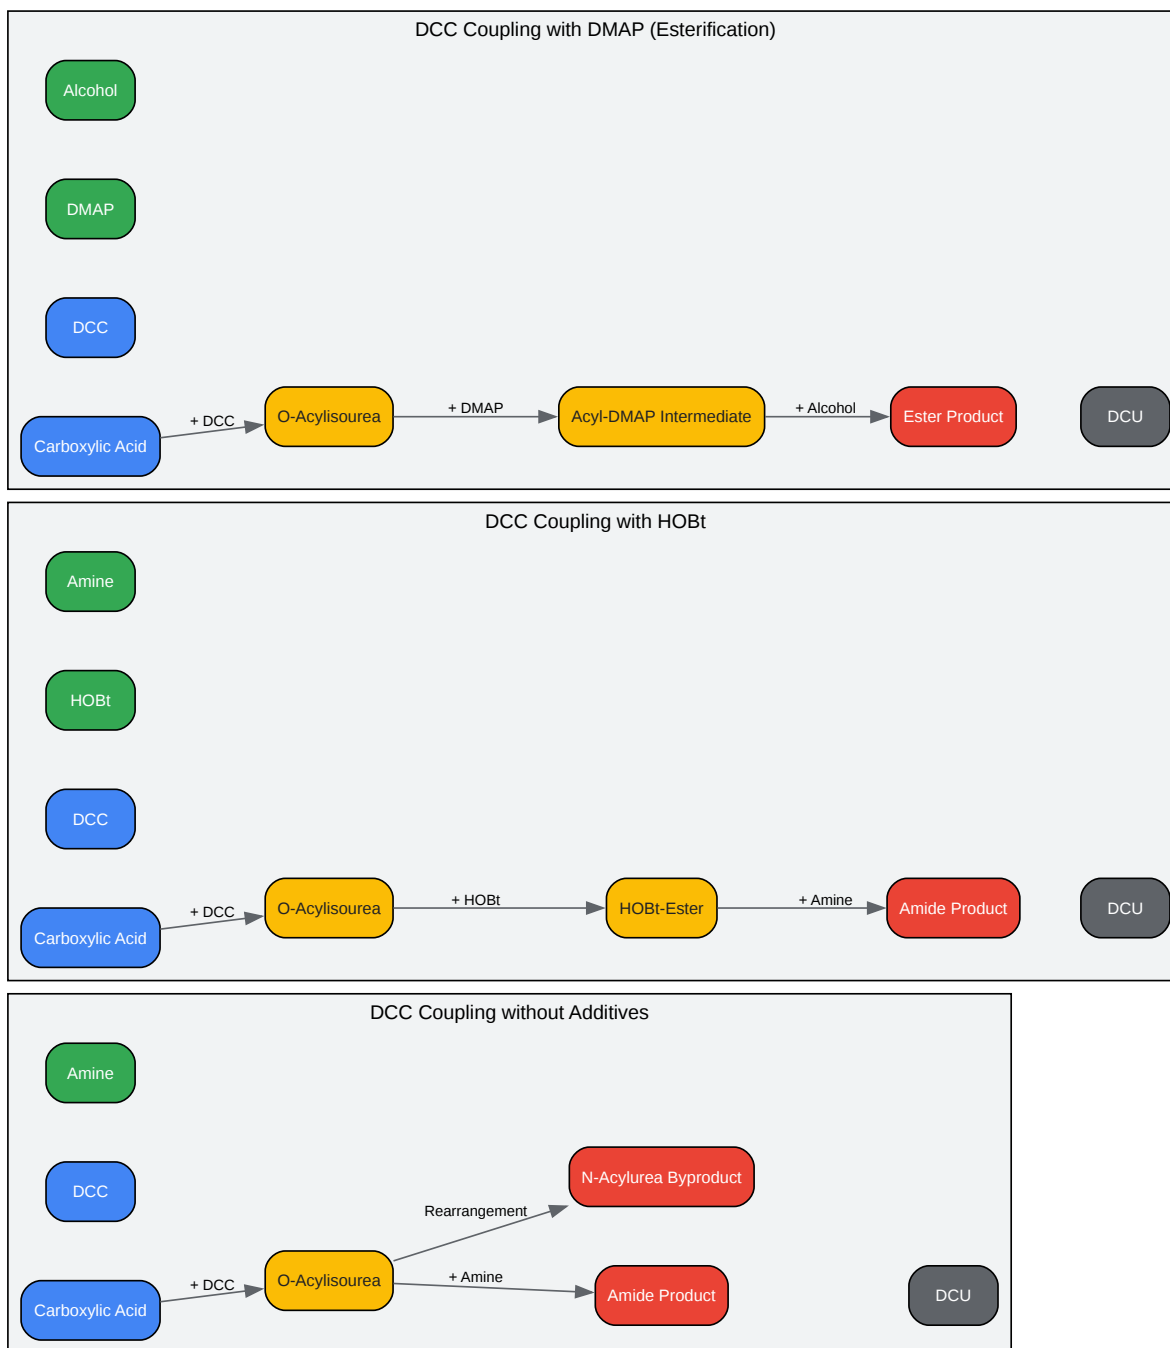 DCC Coupling with DMAP (Esterification)
Alcohol
DMAP
DCC
Carboxylic Acid
+ DCC
O-Acylisourea
+ DMAP
Acyl-DMAP Intermediate
+ Alcohol
Ester Product
DCU
DCC Coupling with HOBt
Amine
HOBt
DCC
Carboxylic Acid
+ DCC
O-Acylisourea
+ HOBt
HOBt-Ester
+ Amine
Amide Product
DCU
DCC Coupling without Additives
Amine
DCC
N-Acylurea Byproduct
Rearrangement
Carboxylic Acid
+ DCC
O-Acylisourea
+ Amine
Amide Product
DCU